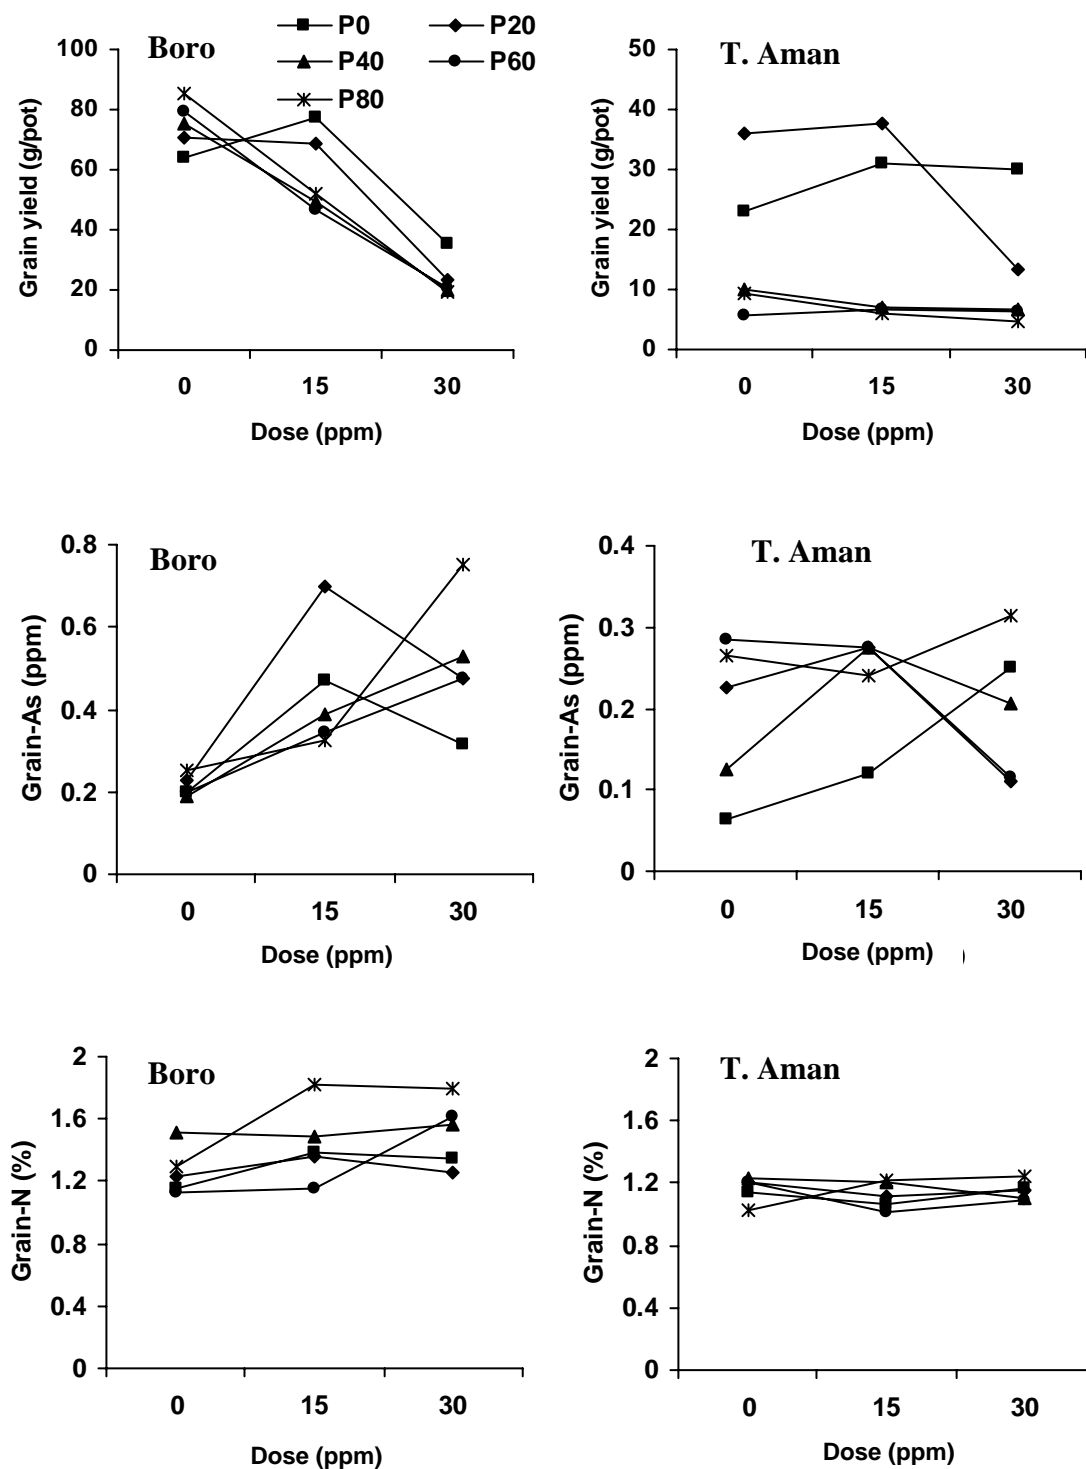 P0 P20
P40 P60
P80
Boro
100
80
60
40
20
0
Grain yield (g/pot)
0 15 30
Dose (ppm)
T. Aman
50
40
30
20
10
0
Grain yield (g/pot)
0 15 30
Dose (ppm)
Boro
0.8
0.6
0.4
0.2
0
Grain-As (ppm)
0 15 30
Dose (ppm)
T. Aman
0.4
0.3
0.2
0.1
0
Grain-As (ppm)
0 15 30
Dose (ppm) )
Boro
2
1.6
1.2
0.8
0.4
0
Grain-N (%)
0 15 30
Dose (ppm)
T. Aman
2
1.6
1.2
0.8
0.4
0
Grain-N (%)
0 15 30
Dose (ppm)